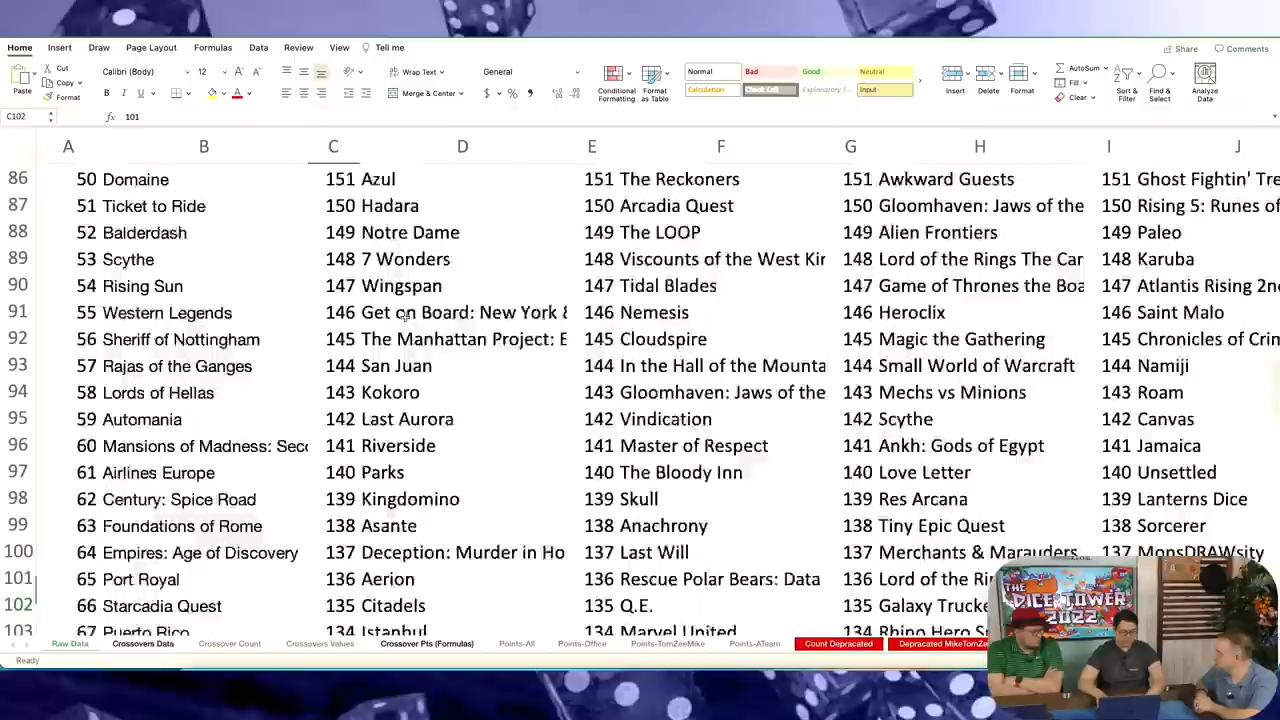 Home Insert Draw Page Layout Formulas Data Review View Tell me Share Comments
Paste Cut Copy Format Calibri (Body) 12 A A Wrap Text General Normal Bad Good Neutral AutoSum
B I U A Merge & Center $ % Conditional Formatting Format as Table Calculation Check Cell Explanatory T... Input Insert Delete Format Fill Clear Sort & Filter Find & Select Analyze Data
C102 fx 101
A B C D E F G H I J
86 50 Domaine 151 Azul 151 The Reckoners 151 Awkward Guests 151 Ghost Fightin' Tre
87 51 Ticket to Ride 150 Hadara 150 Arcadia Quest 150 Gloomhaven: Jaws of the 150 Rising 5: Runes of
88 52 Balderdash 149 Notre Dame 149 The LOOP 149 Alien Frontiers 149 Paleo
89 53 Scythe 148 7 Wonders 148 Viscounts of the West Kin 148 Lord of the Rings The Car 148 Karuba
90 54 Rising Sun 147 Wingspan 147 Tidal Blades 147 Game of Thrones the Boa 147 Atlantis Rising 2n
91 55 Western Legends 146 Get on Board: New York & 146 Nemesis 146 Heroclix 146 Saint Malo
92 56 Sheriff of Nottingham 145 The Manhattan Project: E 145 Cloudspire 145 Magic the Gathering 145 Chronicles of Crim
93 57 Rajas of the Ganges 144 San Juan 144 In the Hall of the Mounta 144 Small World of Warcraft 144 Namiji
94 58 Lords of Hellas 143 Kokoro 143 Gloomhaven: Jaws of the 143 Mechs vs Minions 143 Roam
95 59 Automania 142 Last Aurora 142 Vindication 142 Scythe 142 Canvas
96 60 Mansions of Madness: Seco 141 Riverside 141 Master of Respect 141 Ankh: Gods of Egypt 141 Jamaica
97 61 Airlines Europe 140 Parks 140 The Bloody Inn 140 Love Letter 140 Unsettled
98 62 Century: Spice Road 139 Kingdomino 139 Skull 139 Res Arcana 139 Lanterns Dice
99 63 Foundations of Rome 138 Asante 138 Anachrony 138 Tiny Epic Quest 138 Sorcerer
100 64 Empires: Age of Discovery 137 Deception: Murder in Ho 137 Last Will 137 Merchants & Marauders 137 MonsDRAWsity
101 65 Port Royal 136 Aerion 136 Rescue Polar Bears: Data 136 Lord of the Rin
102 66 Starcadia Quest 135 Citadels 135 Q.E. 135 Galaxy Trucke
103 67 Puerto Rico 134 Istanbul 134 Marvel United 134 Rhino Hero S
Raw Data Crossovers Data Crossover Count Crossovers Values Crossover Pts (Formulas) Points-All Points-Office Points-TomZeeMike Points-ATeam Count Depracated Depracated MikeTomZe
Ready
THE
DICE TOWER
2022